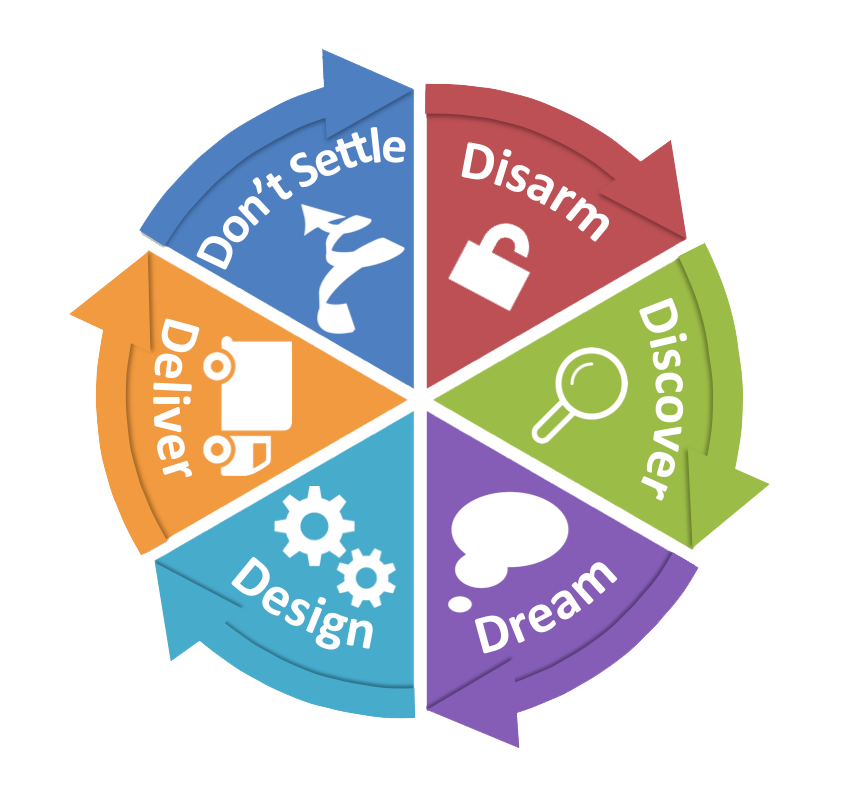 Disarm
Discover
Dream
Design
Deliver
Don't Settle